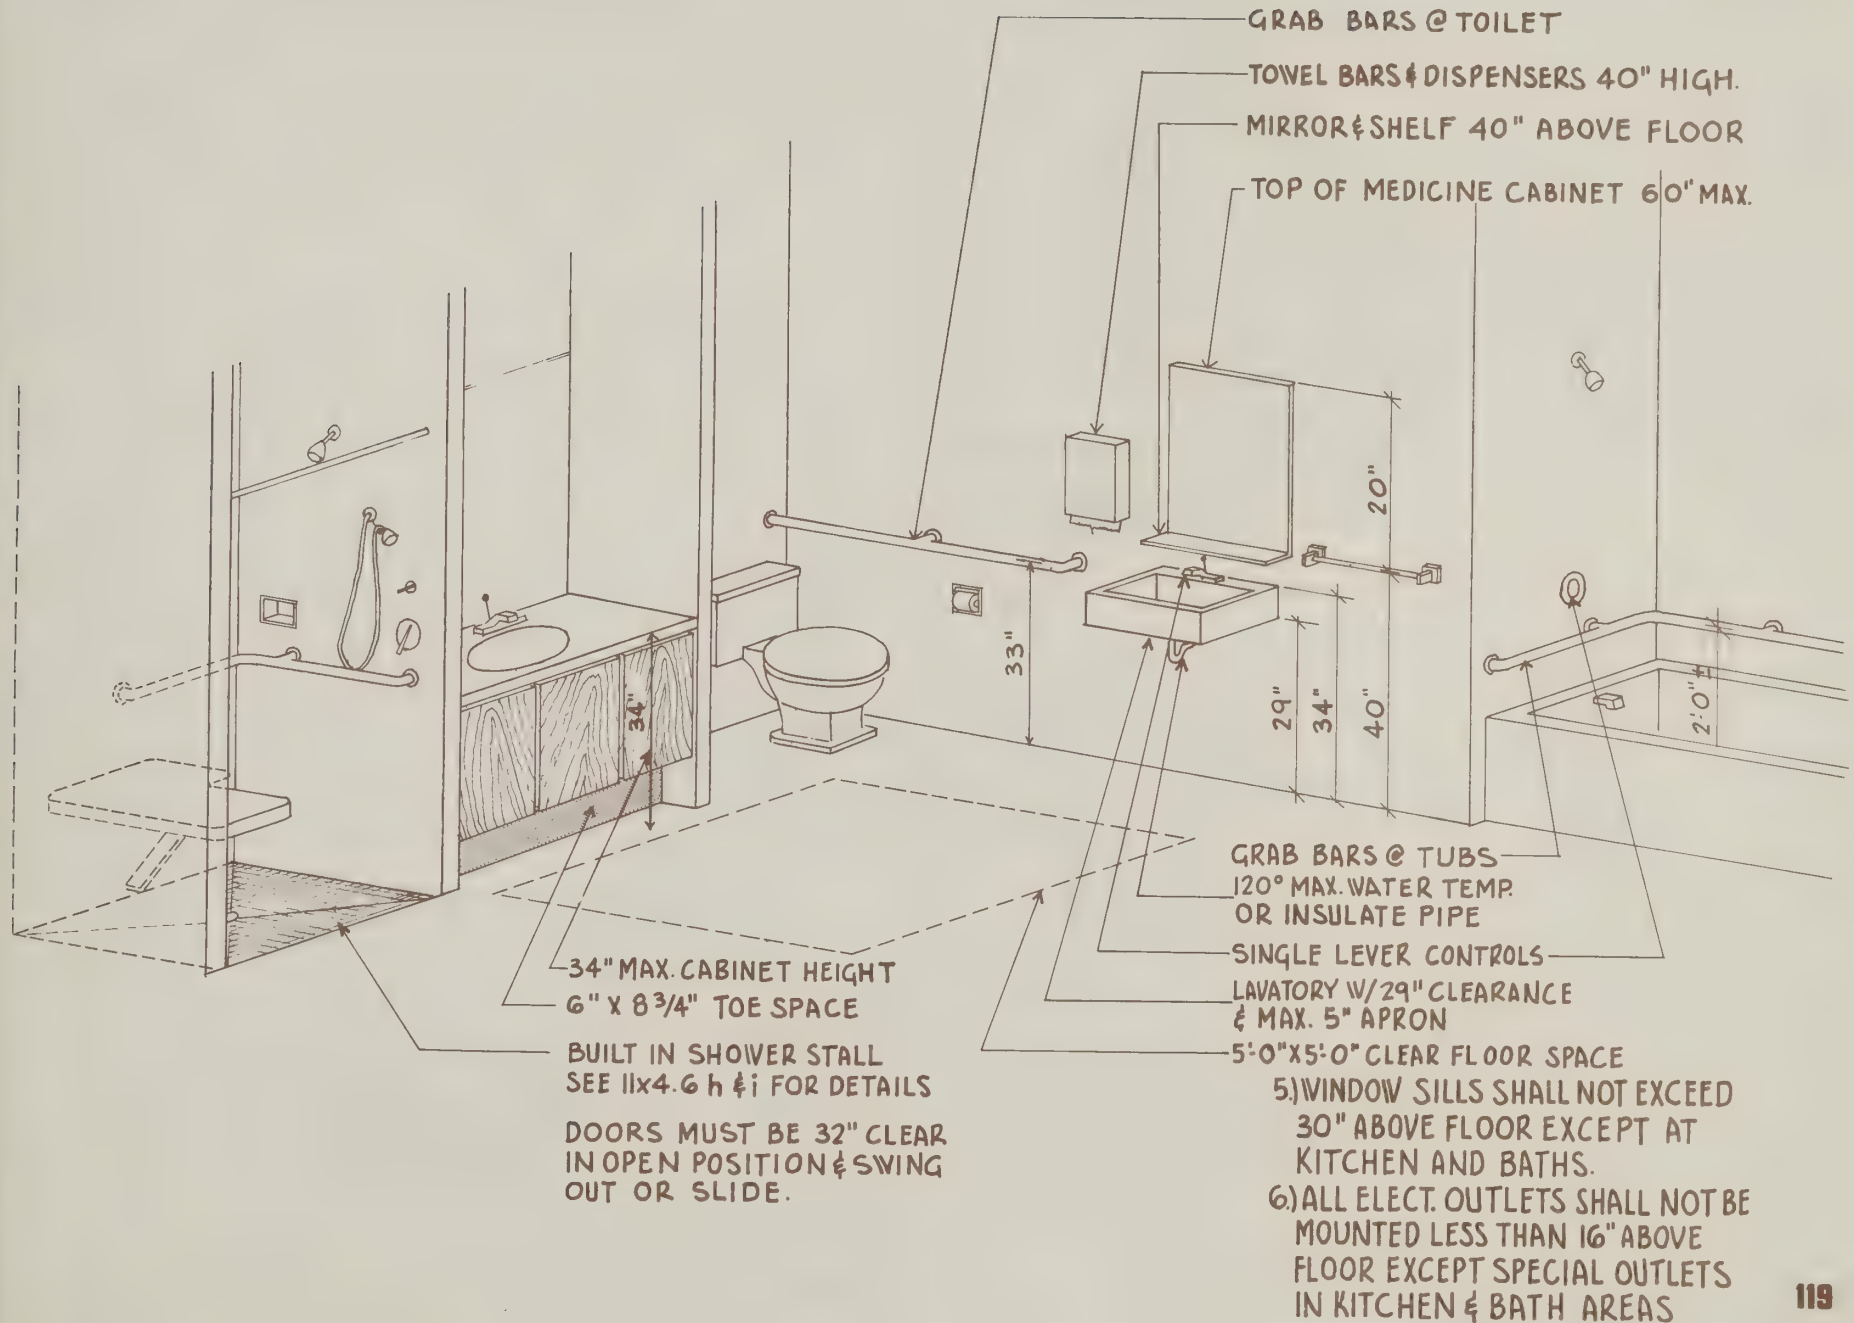 GRAB BARS @ TOILET
TOWEL BARS & DISPENSERS 40" HIGH.
MIRROR & SHELF 40" ABOVE FLOOR
TOP OF MEDICINE CABINET 60" MAX.
20"
33"
34"
29"
34"
40"
2'0"±
GRAB BARS @ TUBS
120° MAX. WATER TEMP.
OR INSULATE PIPE
SINGLE LEVER CONTROLS
LAVATORY W/29" CLEARANCE
& MAX. 5" APRON
5'-0"X5'-0" CLEAR FLOOR SPACE
34" MAX. CABINET HEIGHT
6" X 8 3/4" TOE SPACE
BUILT IN SHOWER STALL
SEE 11x4.6 h & i FOR DETAILS
DOORS MUST BE 32" CLEAR
IN OPEN POSITION & SWING
OUT OR SLIDE.
5.) WINDOW SILLS SHALL NOT EXCEED
30" ABOVE FLOOR EXCEPT AT
KITCHEN AND BATHS.
6.) ALL ELECT. OUTLETS SHALL NOT BE
MOUNTED LESS THAN 16" ABOVE
FLOOR EXCEPT SPECIAL OUTLETS
IN KITCHEN & BATH AREAS
119